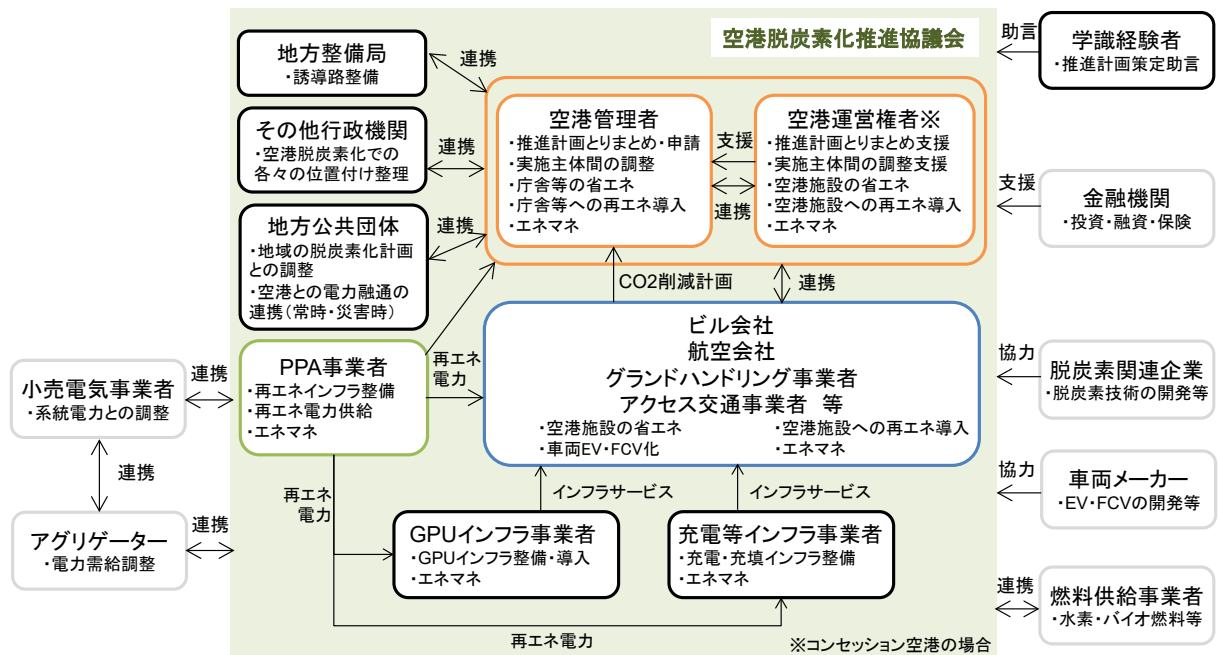 空港脱炭素化推進協議会
地方整備局
・誘導路整備
連携
その他行政機関
・空港脱炭素化での
各々の位置付け整理
連携
地方公共団体
・地域の脱炭素化計画
との調整
・空港との電力融通の
連携（常時・災害時）
連携
空港管理者
・推進計画とりまとめ・申請
・実施主体間の調整
・庁舎等の省エネ
・庁舎等への再エネ導入
・エネマネ
支援
連携
空港運営権者※
・推進計画とりまとめ支援
・実施主体間の調整支援
・空港施設の省エネ
・空港施設への再エネ導入
・エネマネ
助言
学識経験者
・推進計画策定助言
支援
金融機関
・投資・融資・保険
CO2削減計画
連携
ビル会社
航空会社
グランドハンドリング事業者
アクセス交通事業者　等
・空港施設の省エネ
・車両EV・FCV化
・空港施設への再エネ導入
・エネマネ
PPA事業者
・再エネインフラ整備
・再エネ電力供給
・エネマネ
再エネ
電力
小売電気事業者
・系統電力との調整
連携
連携
アグリゲーター
・電力需給調整
連携
協力
脱炭素関連企業
・脱炭素技術の開発等
協力
車両メーカー
・EV・FCVの開発等
連携
燃料供給事業者
・水素・バイオ燃料等
再エネ
電力
インフラサービス
インフラサービス
GPUインフラ事業者
・GPUインフラ整備・導入
・エネマネ
充電等インフラ事業者
・充電・充填インフラ整備
・エネマネ
再エネ電力
※コンセッション空港の場合